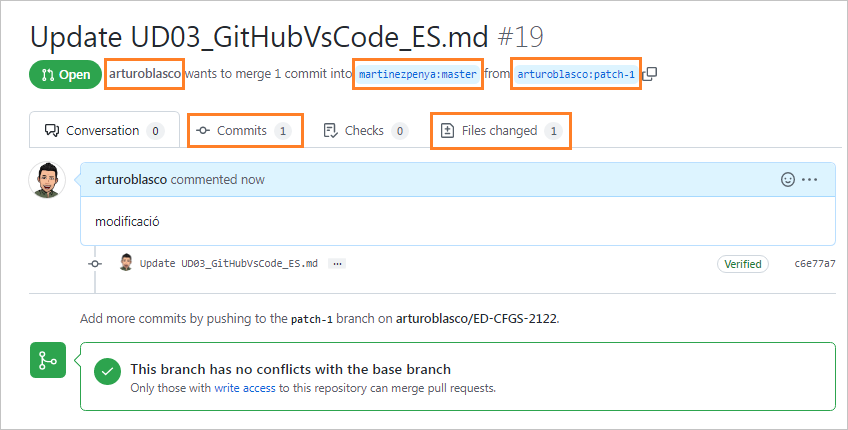 Update UD03_GitHubVsCode_ES.md #19
Open arturoblasco wants to merge 1 commit into martinezpenya:master from arturoblasco:patch-1
Conversation 0 Commits 1 Checks 0 Files changed 1
arturoblasco commented now
modificació
Update UD03_GitHubVsCode_ES.md ... Verified c6e77a7
Add more commits by pushing to the patch-1 branch on arturoblasco/ED-CFGS-2122.
This branch has no conflicts with the base branch
Only those with write access to this repository can merge pull requests.